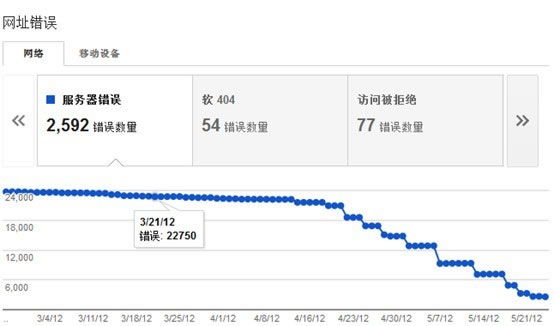 网址错误
网络 移动设备
服务器错误 软 404 访问被拒绝
2,592 错误数量 54 错误数量 77 错误数量
24,000
3/21/12
错误: 22750
18,000
12,000
6,000
.. 3/4/12 3/11/12 3/18/12 3/25/12 4/1/12 4/8/12 4/16/12 4/23/12 4/30/12 5/7/12 5/14/12 5/21/12